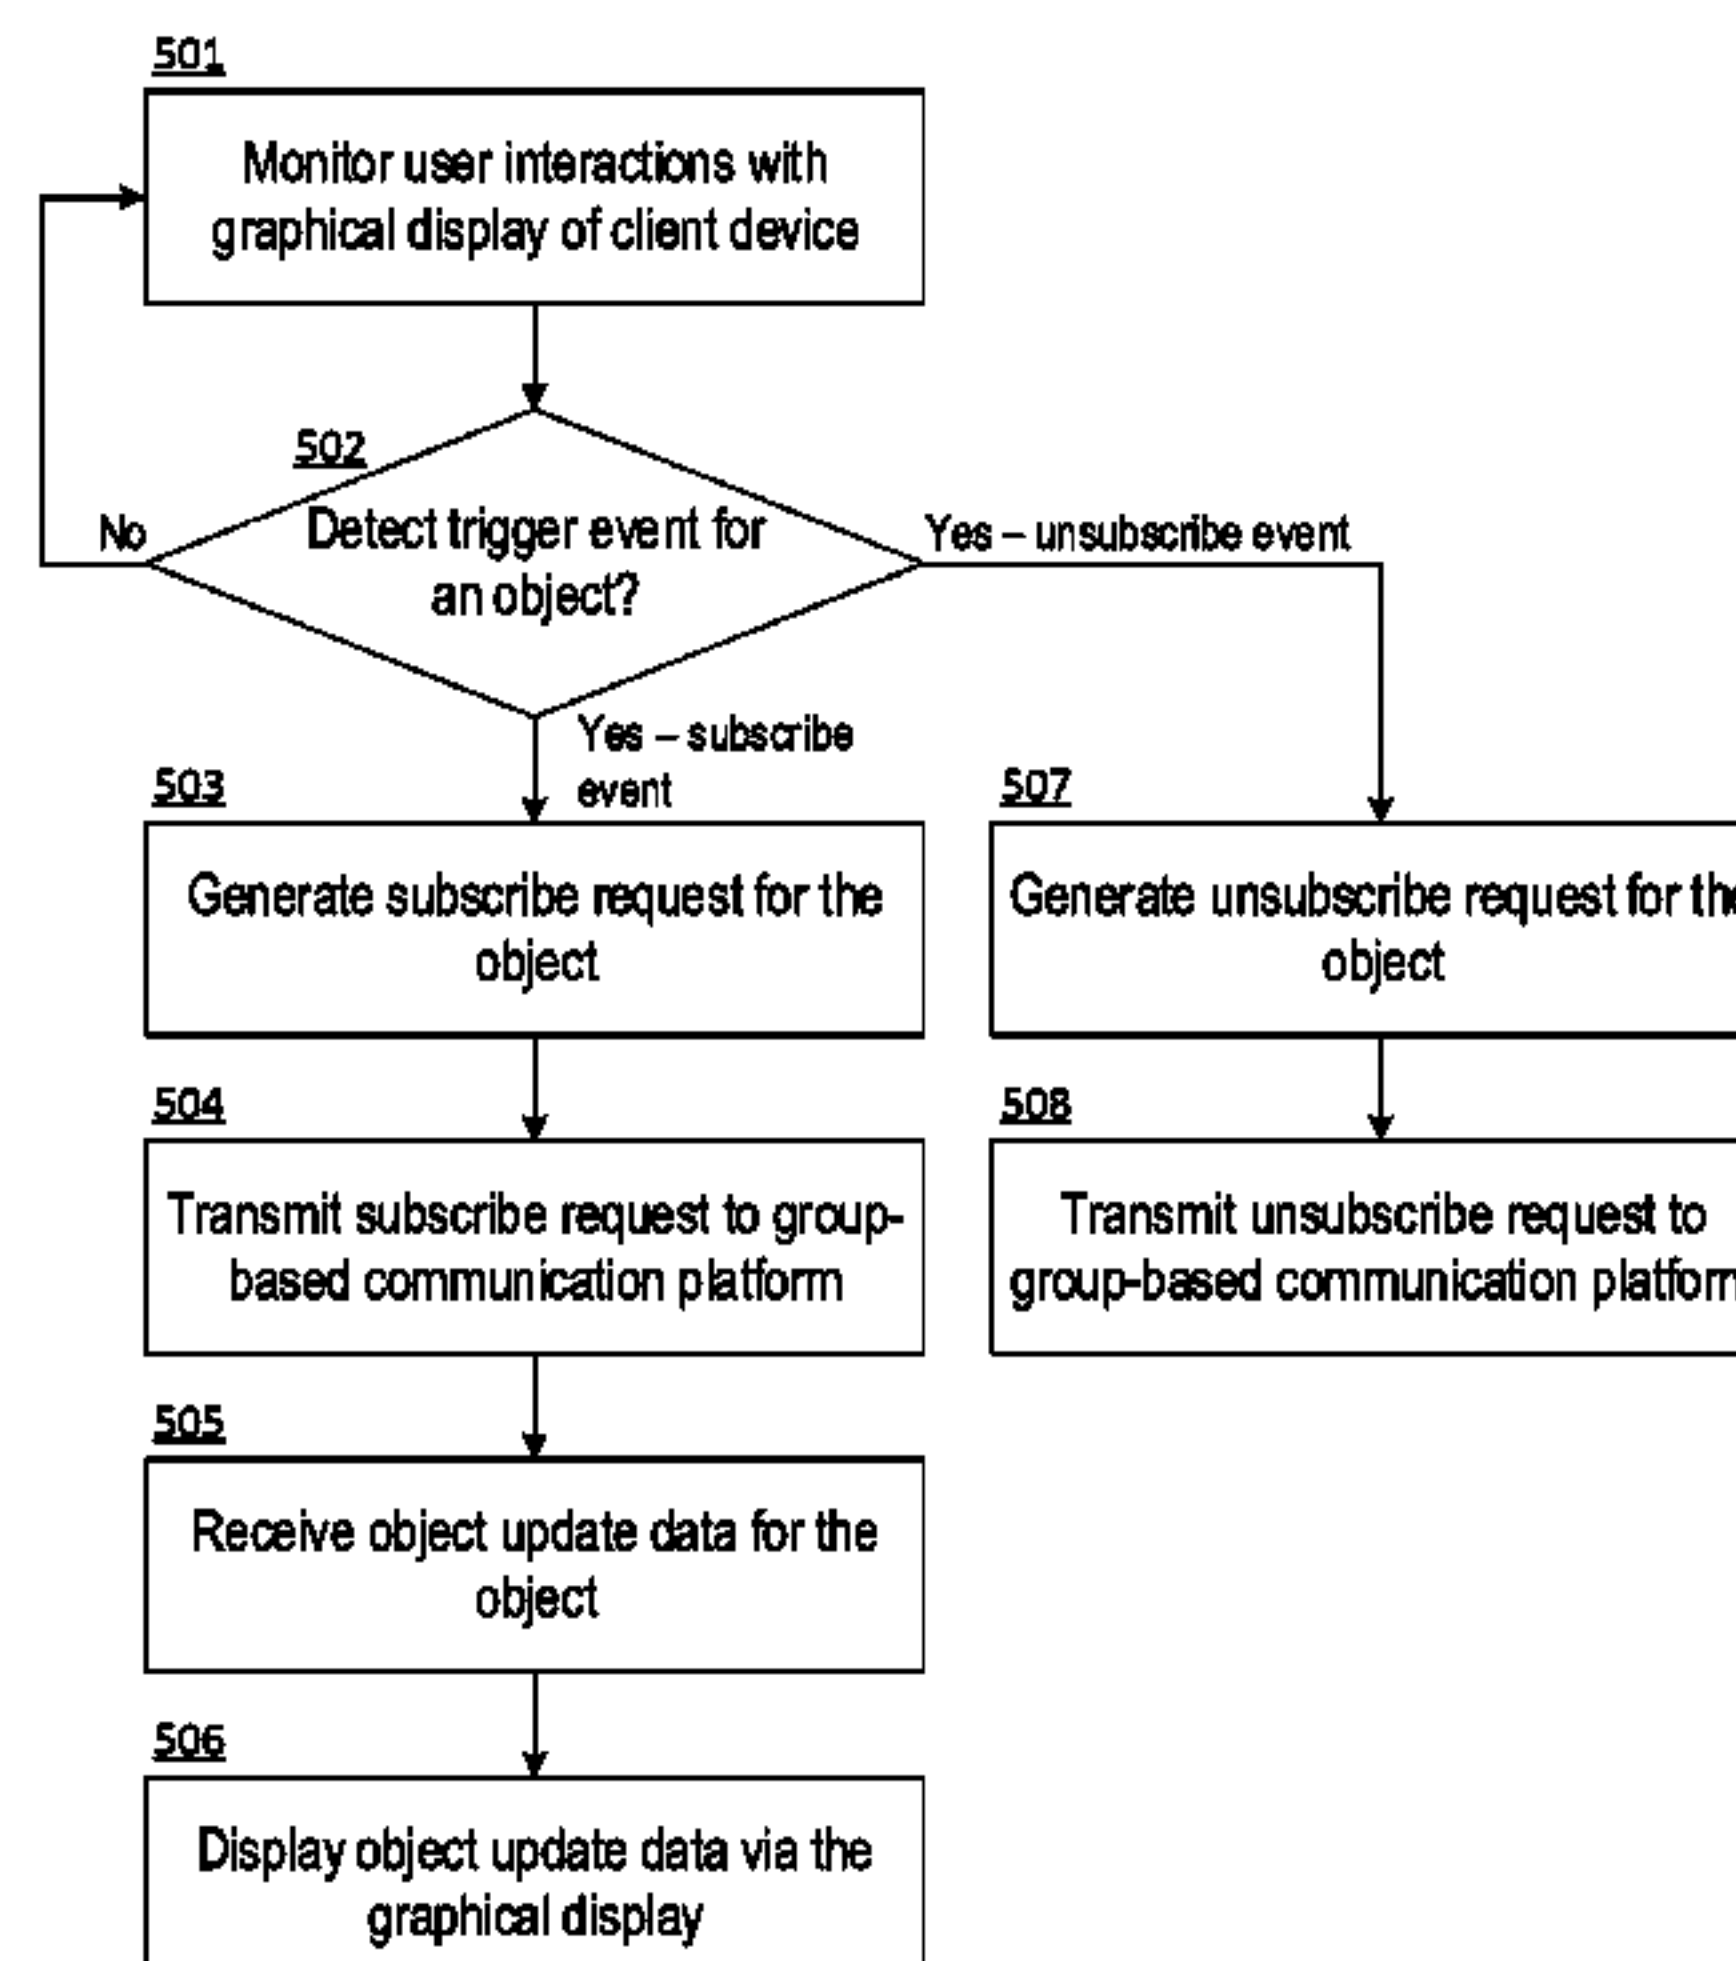 501
Monitor user interactions with
graphical display of client device
502
No
Detect trigger event for
an object?
Yes – unsubscribe event
Yes – subscribe
event
503
Generate subscribe request for the
object
507
Generate unsubscribe request for the
object
504
Transmit subscribe request to group-
based communication platform
508
Transmit unsubscribe request to
group-based communication platform
505
Receive object update data for the
object
506
Display object update data via the
graphical display